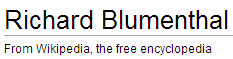 Richard Blumenthal
From Wikipedia, the free encyclopedia